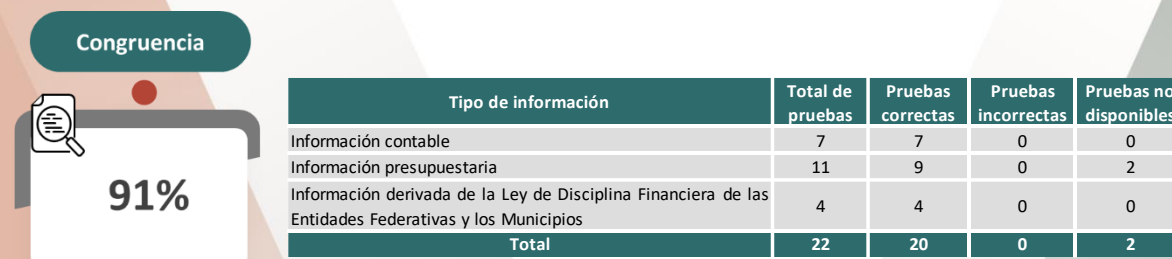 Congruencia
91%
Tipo de información Total de pruebas Pruebas correctas Pruebas incorrectas Pruebas no disponibles
Información contable 7 7 0 0
Información presupuestaria 11 9 0 2
Información derivada de la Ley de Disciplina Financiera de las
Entidades Federativas y los Municipios 4 4 0 0
Total 22 20 0 2